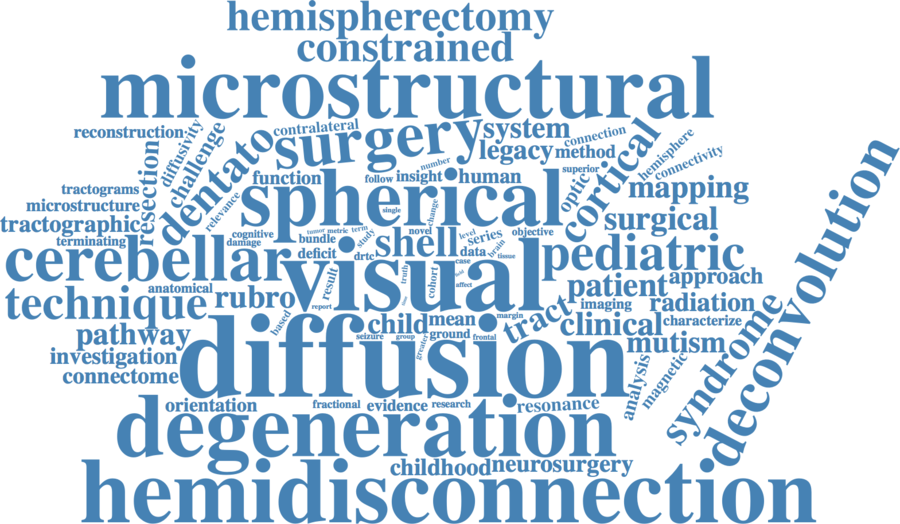 hemispherectomy
constrained
microstructural
reconstruction
diffusivity
challenge
contralateral
surgery
system
connection
legacy
method
cortical
hemisphere
connectivity
dentato
resection
tractograms
microstructure
tractographic
terminating
relevance
function
follow
insight
number
human
superior
optic
mapping
surgical
spherical
single
change
cognitive
damage
tumor
metric
term
bundle
study
shell
novel
level
series
objective
deficit
drtc
data
case
brain
tissue
cerebellar
visual
pediatric
deconvolution
technique
anatomical
rubro
result
truth
cohort
field
affect
patient
approach
imaging
radiation
report
based
pathway
child
mean
margin
tract
clinical
characterize
seizure
group
ground
frontal
greater
mutism
syndrome
investigation
connectome
diffusion
analysis
magnetic
orientation
fractional
evidence
research
resonance
degeneration
childhood
neurosurgery
hemidisconnection